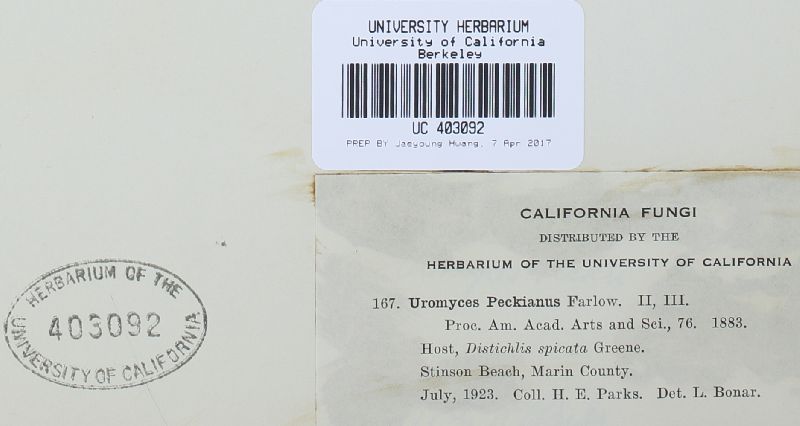 UNIVERSITY HERBARIUM
University of California
Berkeley
UC 403092
PREP BY Jaeyoung Huang, 7 Apr 2017
CALIFORNIA FUNGI
DISTRIBUTED BY THE
HERBARIUM OF THE UNIVERSITY OF CALIFORNIA
167. Uromyces Peckianus Farlow. II, III.
Proc. Am. Acad. Arts and Sci., 76. 1883.
Host, Distichlis spicata Greene.
Stinson Beach, Marin County.
July, 1923. Coll. H. E. Parks. Det. L. Bonar.
HERBARIUM OF THE
403092
UNIVERSITY OF CALIFORNIA